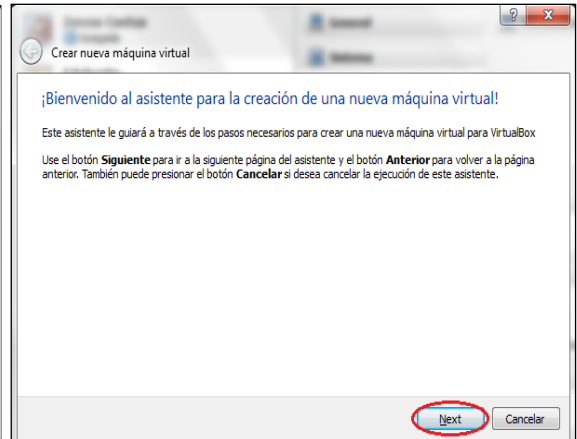 Crear nueva máquina virtual
¡Bienvenido al asistente para la creación de una nueva máquina virtual!
Este asistente le guiará a través de los pasos necesarios para crear una nueva máquina virtual para VirtualBox
Use el botón Siguiente para ir a la siguiente página del asistente y el botón Anterior para volver a la página
anterior. También puede presionar el botón Cancelar si desea cancelar la ejecución de este asistente.
Next Cancelar